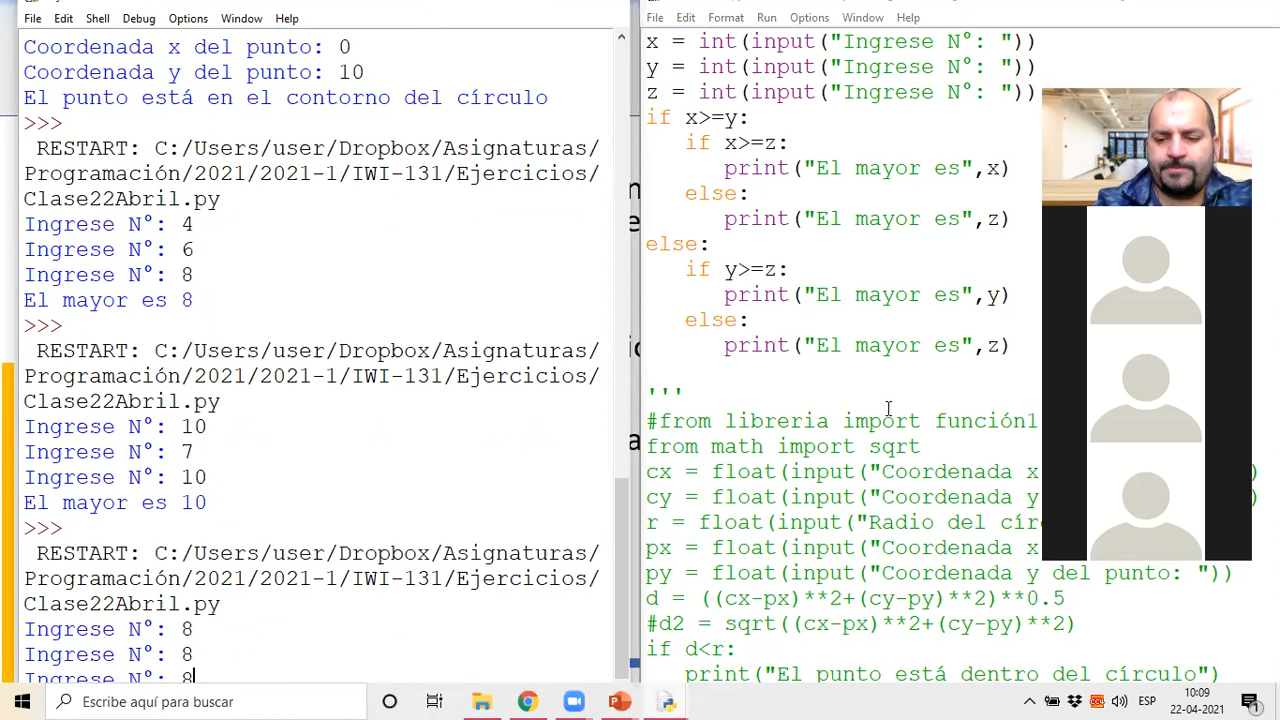 File Edit Shell Debug Options Window Help
Coordenada x del punto: 0
Coordenada y del punto: 10
El punto está en el contorno del círculo
>>>
RESTART: C:/Users/user/Dropbox/Asignaturas/
Programación/2021/2021-1/IWI-131/Ejercicios/
Clase22Abril.py
Ingrese N°: 4
Ingrese N°: 6
Ingrese N°: 8
El mayor es 8
>>>
RESTART: C:/Users/user/Dropbox/Asignaturas/
Programación/2021/2021-1/IWI-131/Ejercicios/
Clase22Abril.py
Ingrese N°: 10
Ingrese N°: 7
Ingrese N°: 10
El mayor es 10
>>>
RESTART: C:/Users/user/Dropbox/Asignaturas/
Programación/2021/2021-1/IWI-131/Ejercicios/
Clase22Abril.py
Ingrese N°: 8
Ingrese N°: 8
Ingrese N°: 8
File Edit Format Run Options Window Help
x = int(input("Ingrese N°: "))
y = int(input("Ingrese N°: "))
z = int(input("Ingrese N°: "))
if x>=y:
if x>=z:
print("El mayor es",x)
else:
print("El mayor es",z)
else:
if y>=z:
print("El mayor es",y)
else:
print("El mayor es",z)
'''
#from libreria import función1
from math import sqrt
cx = float(input("Coordenada x )
cy = float(input("Coordenada y )
r = float(input("Radio del
px = float(input("Coordenada x
py = float(input("Coordenada y del punto: "))
d = ((cx-px)**2+(cy-py)**2)**0.5
#d2 = sqrt((cx-px)**2+(cy-py)**2)
if d<r:
print("El punto está dentro del círculo")
Escribe aquí para buscar
ESP
10:09
22-04-2021